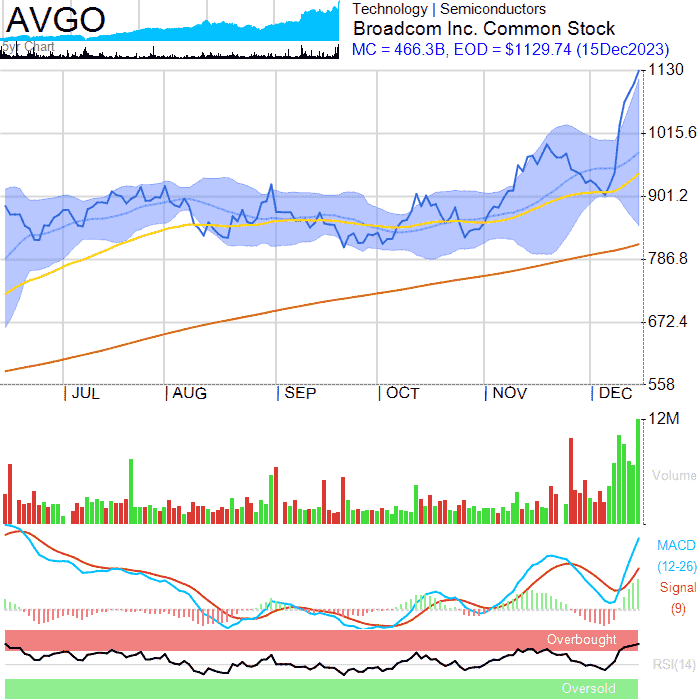 AVGO
5yr Chart
Technology | Semiconductors
Broadcom Inc. Common Stock
MC = 466.3B, EOD = $1129.74 (15Dec2023)
1130
1015.6
901.2
786.8
672.4
558
JUL
AUG
SEP
OCT
NOV
DEC
12M
Volume
MACD
(12-26)
Signal
(9)
Overbought
RSI(14)
Oversold